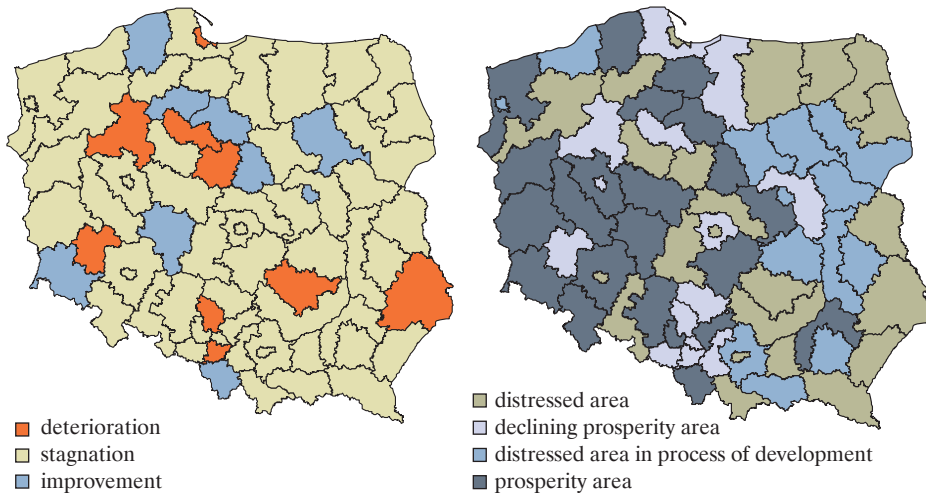 deterioration
stagnation
improvement
distressed area
declining prosperity area
distressed area in process of development
prosperity area